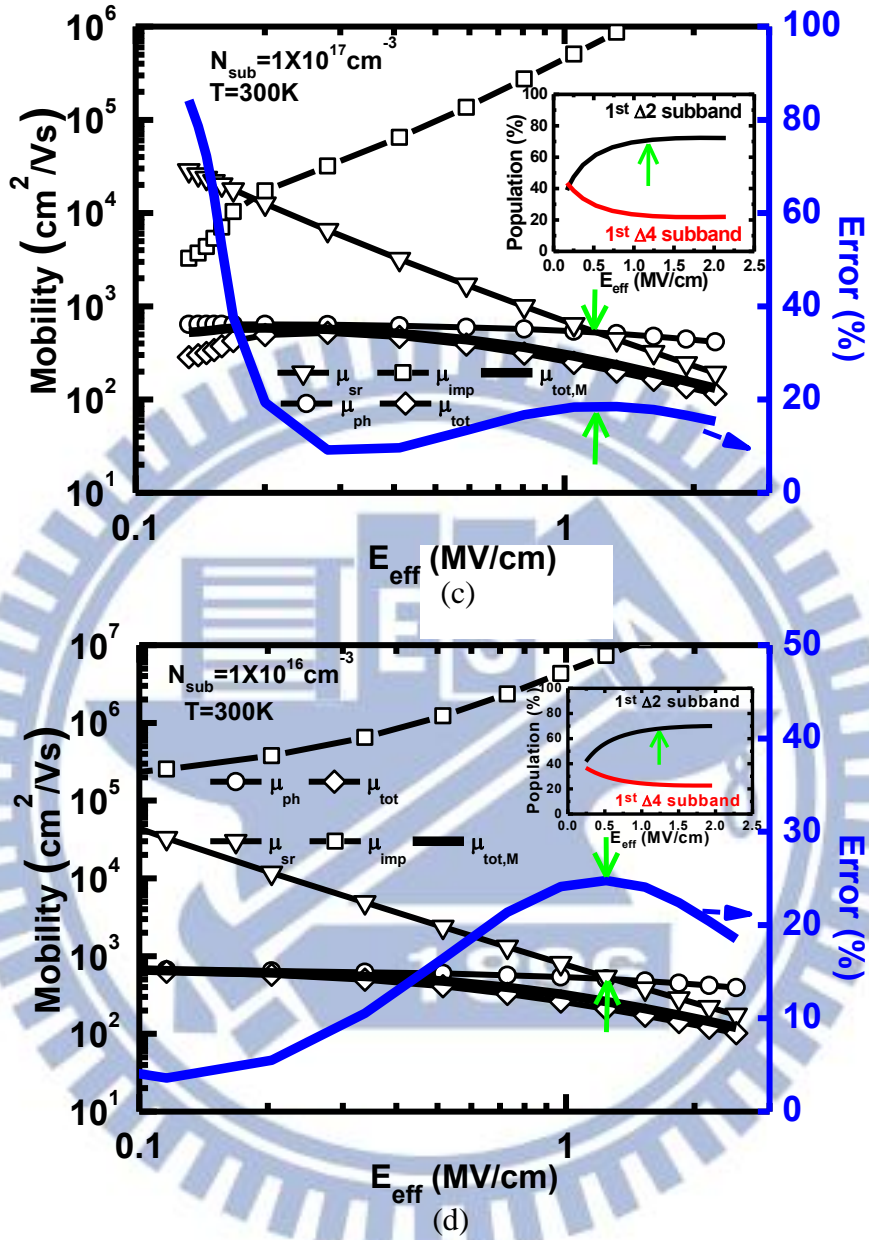 N_sub=1X10^17 cm^-3
T=300K
Mobility (cm^2/Vs)
10^6
10^5
10^4
10^3
10^2
10^1
100
80
60
40
20
0
Error (%)
Population (%)
100
80
60
40
20
0
1st Δ2 subband
1st Δ4 subband
0.0 0.5 1.0 1.5 2.0 2.5
E_eff (MV/cm)
μ_sr μ_imp μ_tot,M
μ_ph μ_tot
0.1 1
E_eff (MV/cm)
(c)
N_sub=1X10^16 cm^-3
T=300K
Mobility (cm^2/Vs)
10^7
10^6
10^5
10^4
10^3
10^2
10^1
50
40
30
20
10
0
Error (%)
Population (%)
100
80
60
40
20
0
1st Δ2 subband
1st Δ4 subband
0.0 0.5 1.0 1.5 2.0 2.5
E_eff (MV/cm)
μ_ph μ_tot
μ_sr μ_imp μ_tot,M
0.1 1
E_eff (MV/cm)
(d)
E S A
8
1896